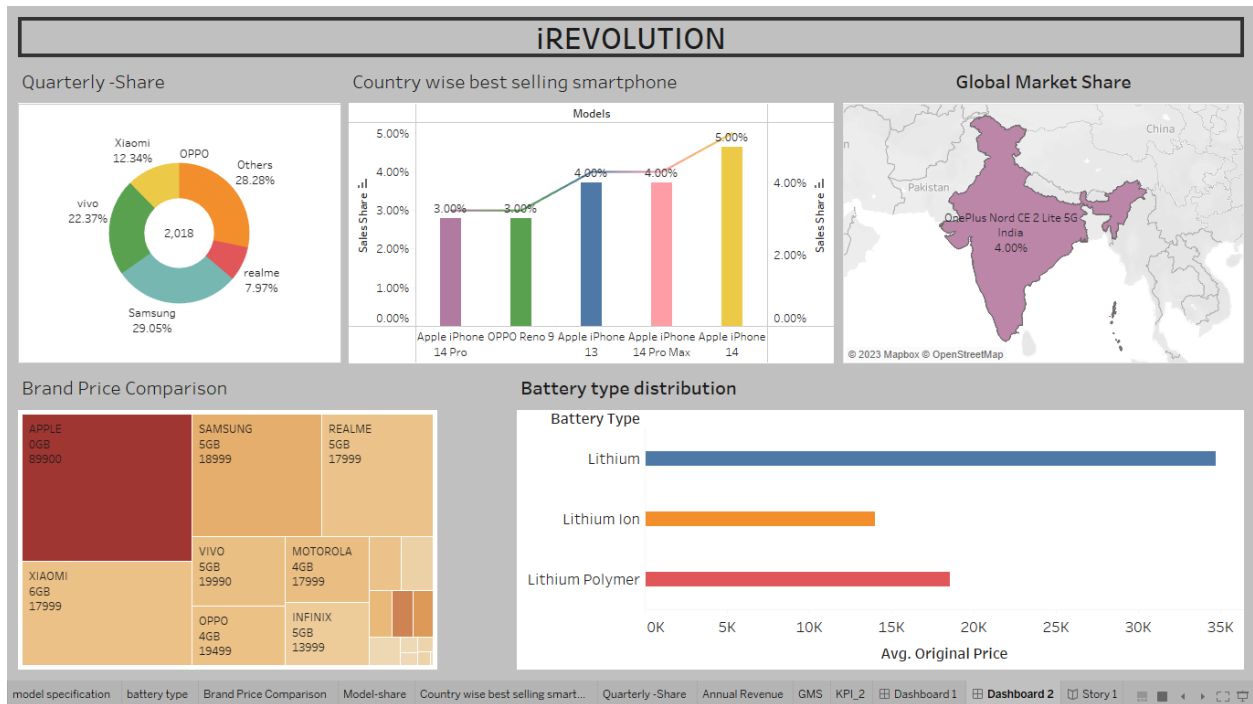 iREVOLUTION
Quarterly -Share
Country wise best selling smartphone
Global Market Share
Xiaomi
12.34%
OPPO
Others
28.28%
vivo
22.37%
2,018
realme
7.97%
Samsung
29.05%
Models
5.00%
4.00%
3.00%
2.00%
1.00%
0.00%
Sales Share
3.00%
3.00%
4.00%
4.00%
5.00%
4.00%
2.00%
0.00%
Sales Share
Apple iPhone
14 Pro
OPPO Reno 9
Apple iPhone
13
Apple iPhone
14 Pro Max
Apple iPhone
14
China
n
Pakistan
OnePlus Nord CE 2 Lite 5G
India
4.00%
© 2023 Mapbox © OpenStreetMap
Brand Price Comparison
Battery type distribution
APPLE
0GB
89900
SAMSUNG
5GB
18999
REALME
5GB
17999
XIAOMI
6GB
17999
VIVO
5GB
19990
MOTOROLA
4GB
17999
OPPO
4GB
19499
INFINIX
5GB
13999
Battery Type
Lithium
Lithium Ion
Lithium Polymer
0K 5K 10K 15K 20K 25K 30K 35K
Avg. Original Price
model specification battery type Brand Price Comparison Model-share Country wise best selling smart... Quarterly -Share Annual Revenue GMS KPI_2 Dashboard 1 Dashboard 2 Story 1